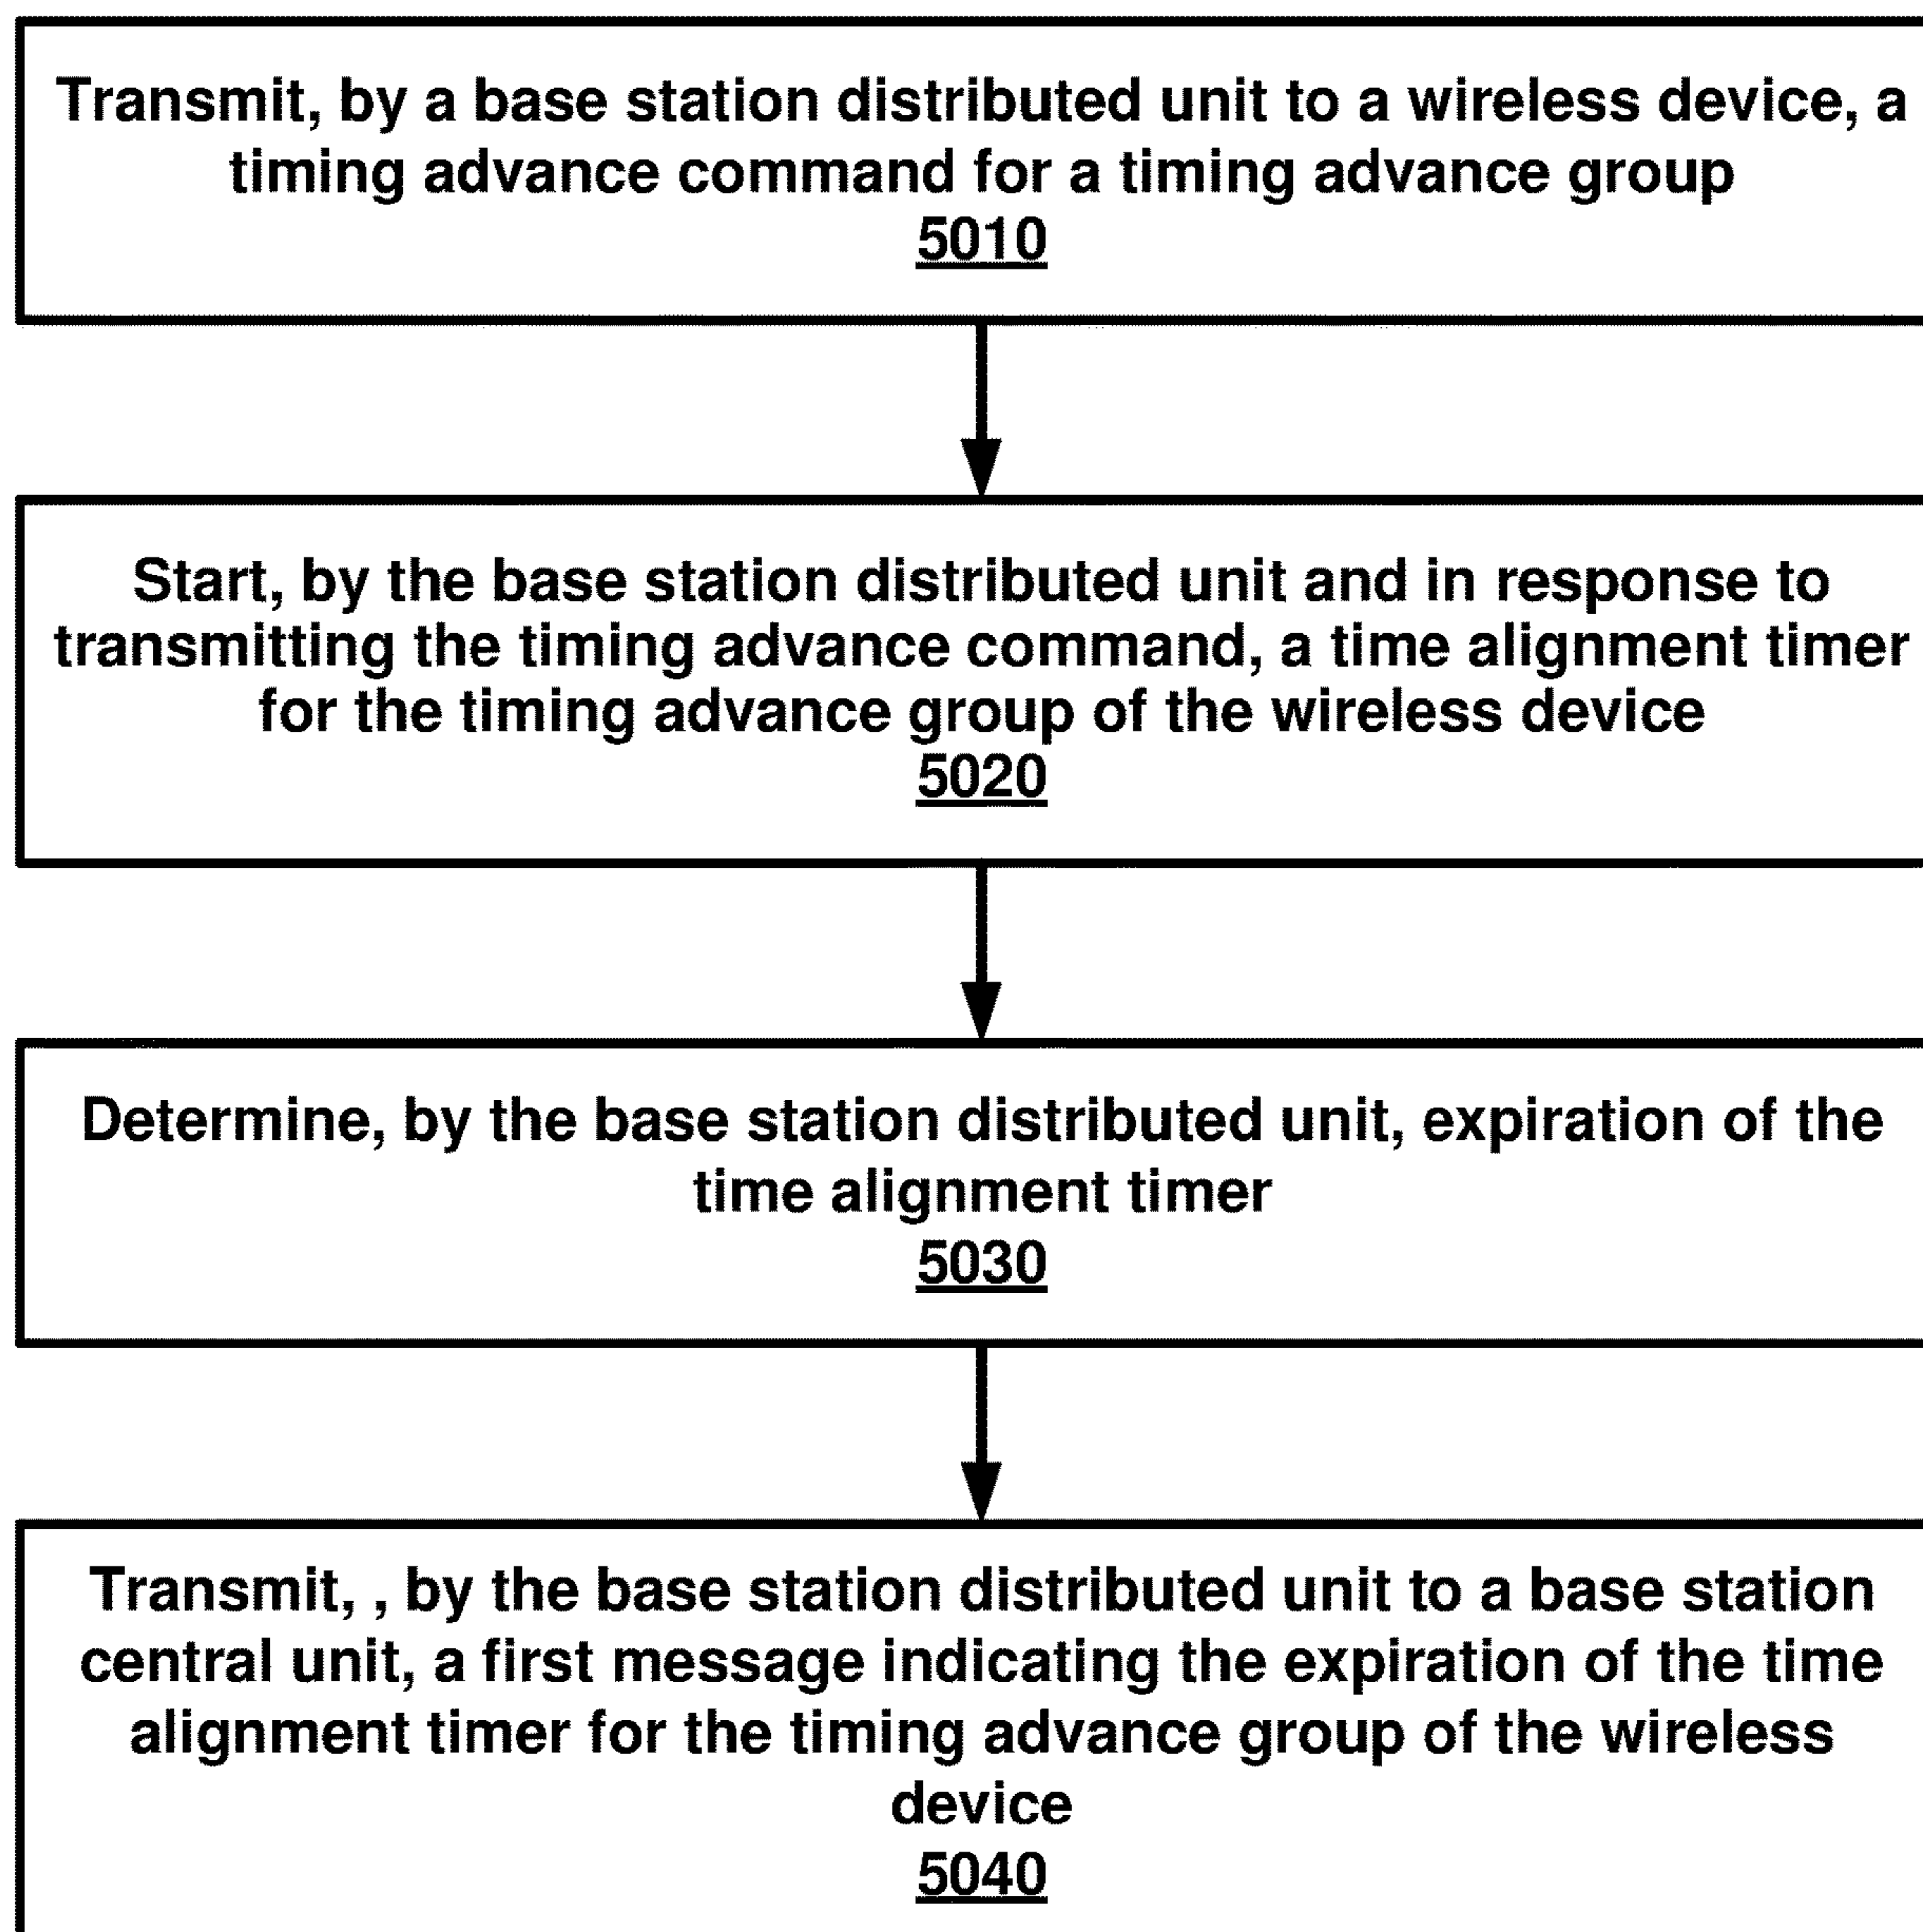 Transmit, by a base station distributed unit to a wireless device, a
timing advance command for a timing advance group
5010
Start, by the base station distributed unit and in response to
transmitting the timing advance command, a time alignment timer
for the timing advance group of the wireless device
5020
Determine, by the base station distributed unit, expiration of the
time alignment timer
5030
Transmit, , by the base station distributed unit to a base station
central unit, a first message indicating the expiration of the time
alignment timer for the timing advance group of the wireless
device
5040